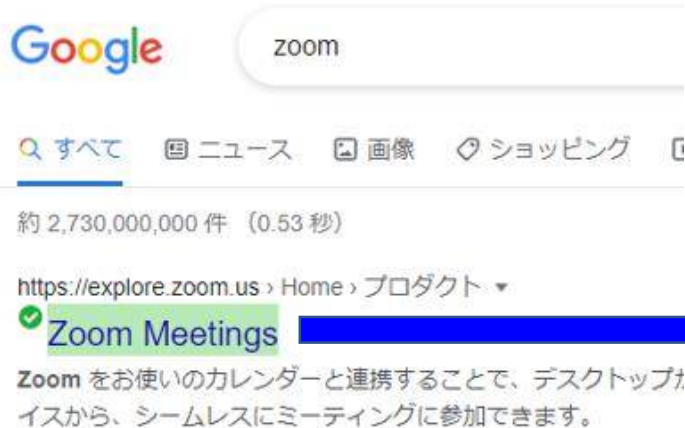 Google
zoom
すべて ニュース 画像 ショッピング
約 2,730,000,000 件 （0.53 秒）
https://explore.zoom.us › Home › プロダクト
Zoom Meetings
Zoom をお使いのカレンダーと連携することで、デスクトップ
イスから、シームレスにミーティングに参加できます。